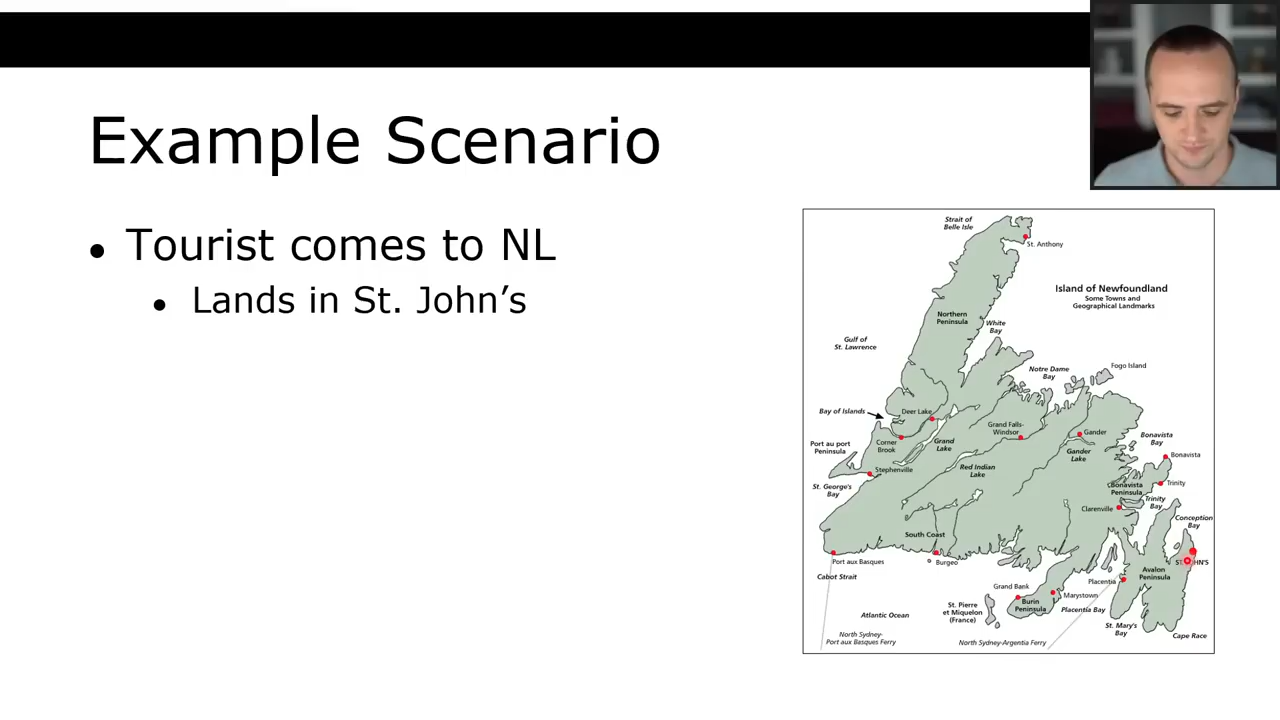 Example Scenario
Tourist comes to NL
Lands in St. John’s
Strait of
Belle Isle
St. Anthony
Island of Newfoundland
Some Towns and
Geographical Landmarks
Northern
Peninsula
White
Bay
Gulf of
St. Lawrence
Notre Dame
Bay
Fogo Island
Bay of Islands
Deer Lake
Grand Falls-
Windsor
Gander
Corner
Brook
Grand
Lake
Port au port
Peninsula
Gander
Lake
Bonavista
Bay
Bonavista
Stephenville
Red Indian
Lake
St. George's
Bay
Bonavista
Peninsula
Trinity
Trinity
Bay
Clarenville
Conception
Bay
South Coast
Port aux Basques
Burgeo
HN'S
Cabot Strait
Avalon
Peninsula
Placentia
Grand Bank
Marystown
Burin
Peninsula
St. Pierre
et Miquelon
(France)
Placentia Bay
Atlantic Ocean
St. Mary's
Bay
Cape Race
North Sydney-
Port aux Basques Ferry
North Sydney-Argentia Ferry